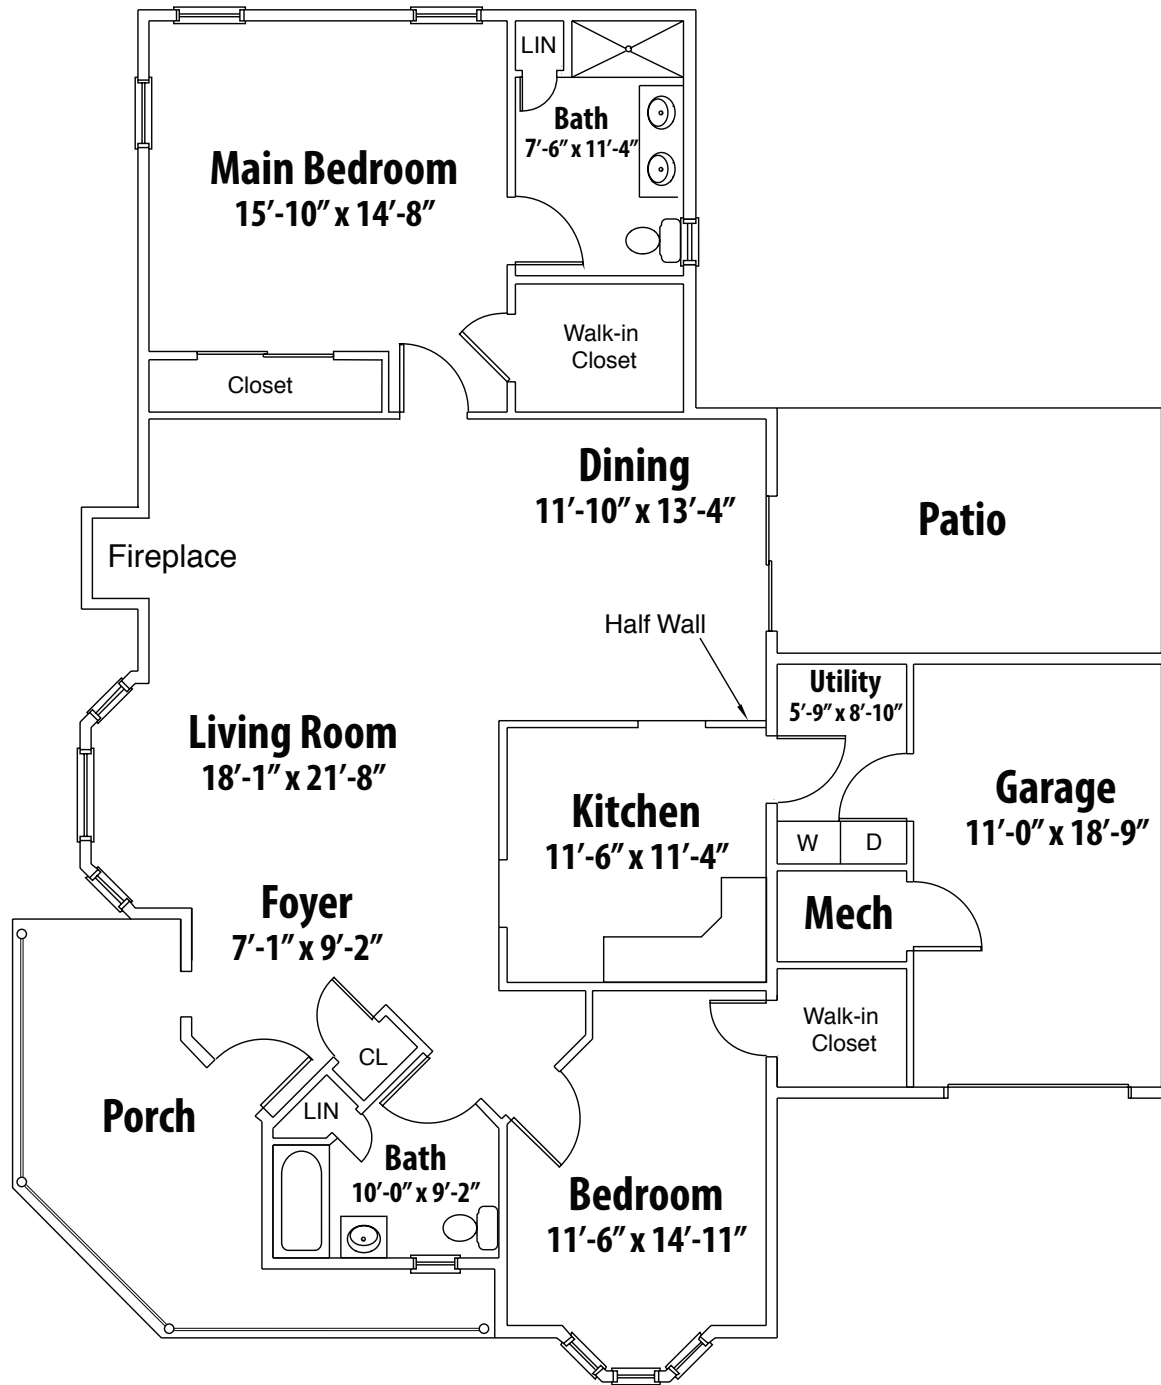 LIN
Bath
7′-6″ x 11′-4″
Main Bedroom
15′-10″ x 14′-8″
Walk-in
Closet
Closet
Dining
11′-10″ x 13′-4″
Patio
Fireplace
Half Wall
Utility
5′-9″ x 8′-10″
Living Room
18′-1″ x 21′-8″
Garage
11′-0″ x 18′-9″
Kitchen
11′-6″ x 11′-4″
W
D
Foyer
7′-1″ x 9′-2″
Mech
Walk-in
Closet
CL
LIN
Porch
Bath
10′-0″ x 9′-2″
Bedroom
11′-6″ x 14′-11″